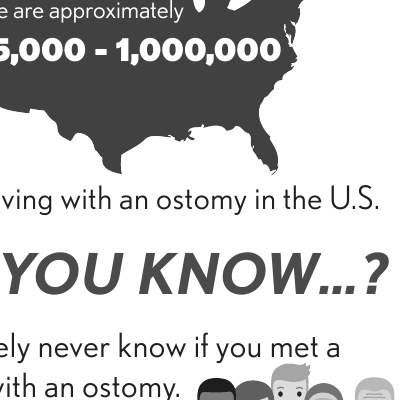 e are approximately
5,000 - 1,000,000
ving with an ostomy in the U.S.
YOU KNOW...?
ely never know if you met a
with an ostomy.